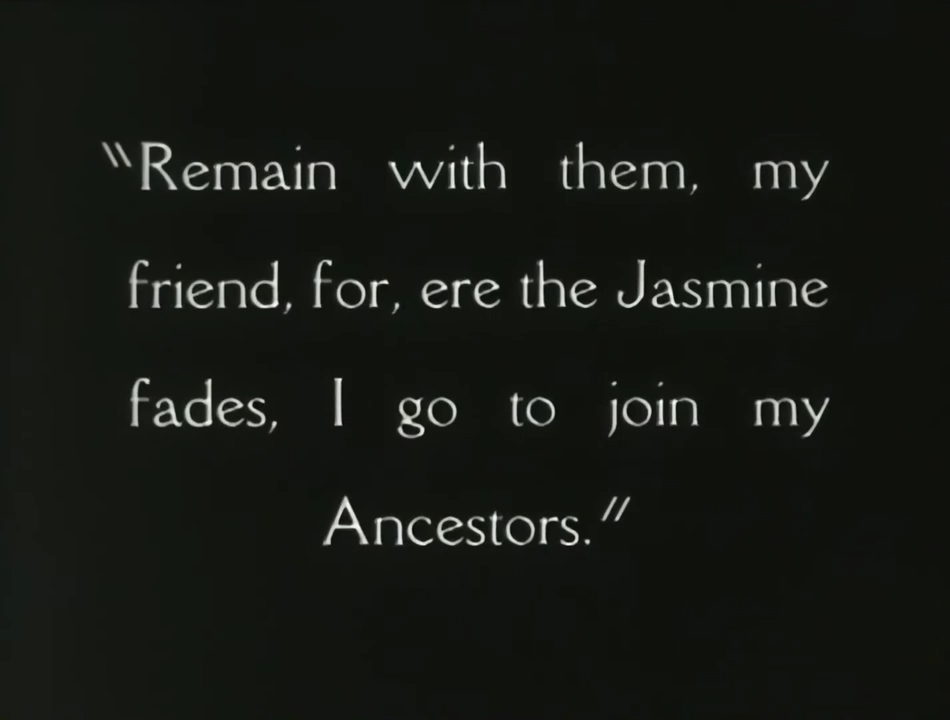 "Remain with them, my
friend, for, ere the Jasmine
fades, I go to join my
Ancestors."